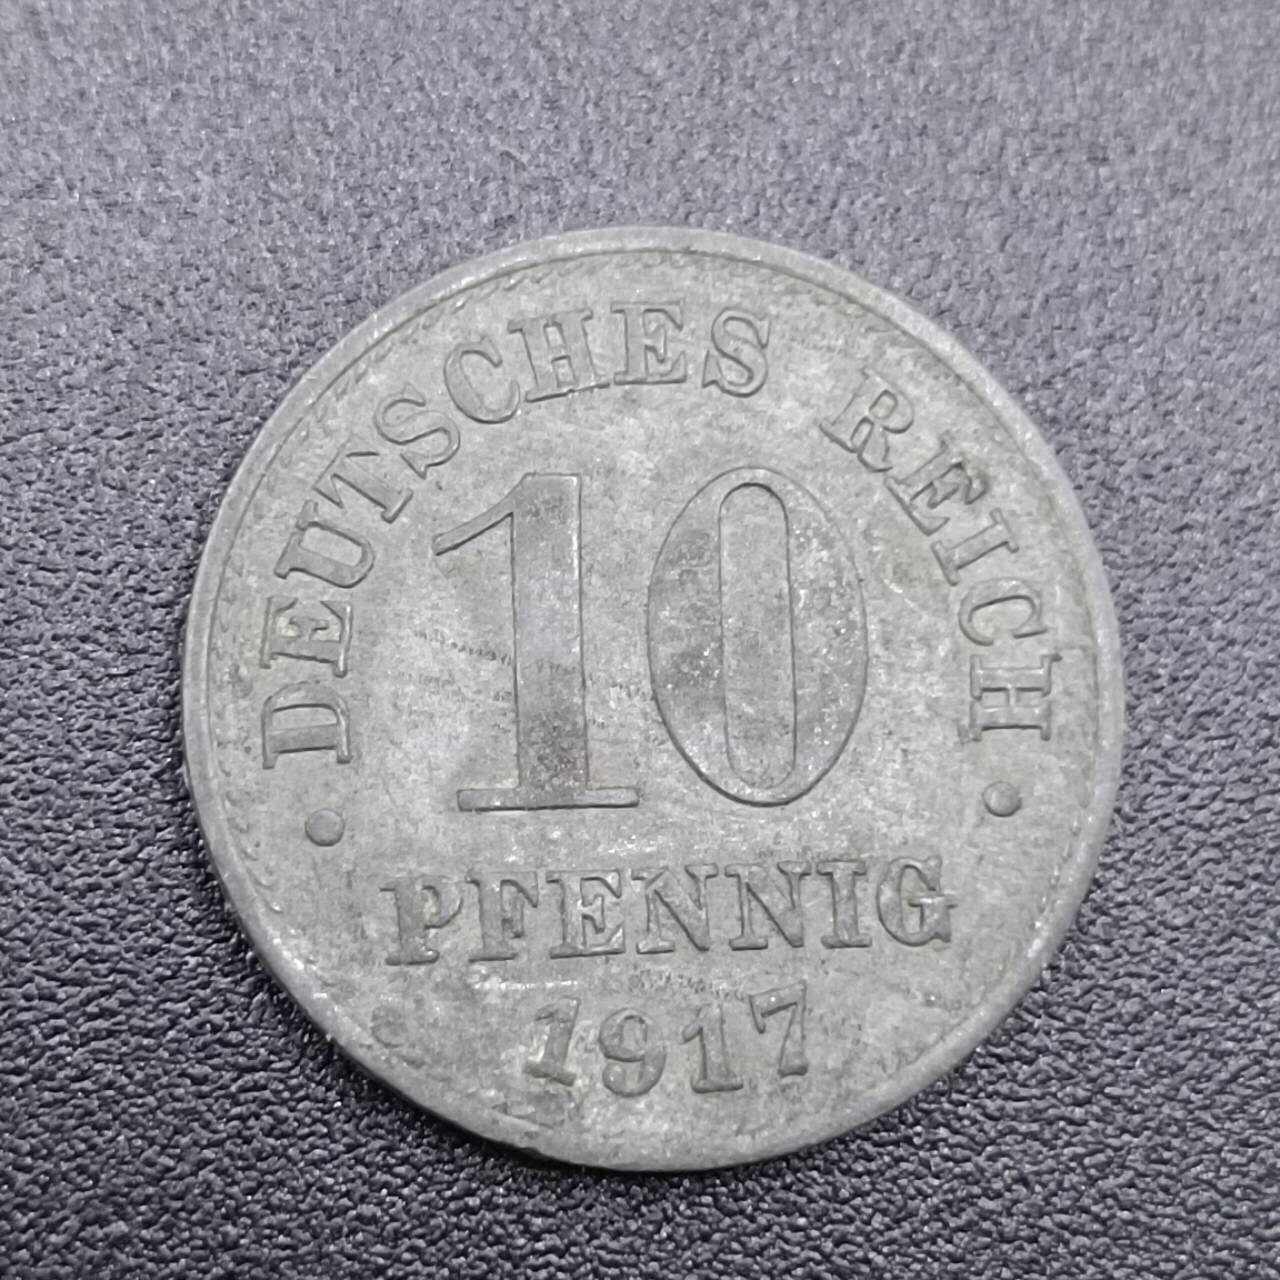 • DEUTSCHES REICH •
10
PFENNIG
1917